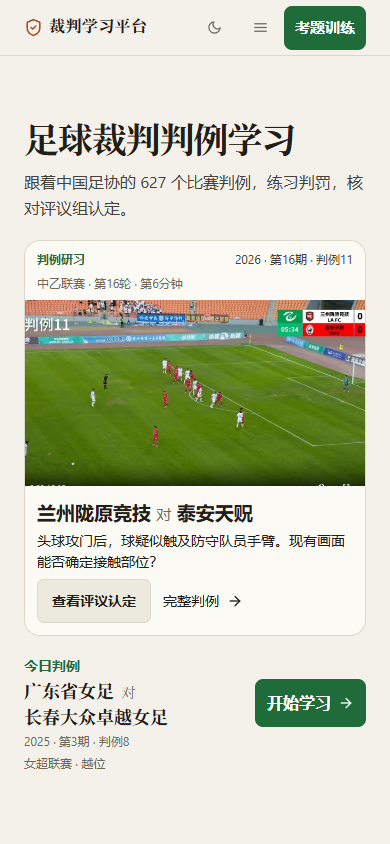 裁判学习平台
考题训练
足球裁判判例学习
跟着中国足协的 627 个比赛判例，练习判罚，核
对评议组认定。
判例研习
2026 · 第16期 · 判例11
中乙联赛 · 第16轮 · 第6分钟
判例11
05:34
兰州陇原竞技 0
LA FC
0
兰州陇原竞技 对 泰安天贶
头球攻门后，球疑似触及防守队员手臂。现有画面
能否确定接触部位？
查看评议认定
完整判例 →
今日判例
广东省女足 对
长春大众卓越女足
2025 · 第3期 · 判例8
女超联赛 · 越位
开始学习 →